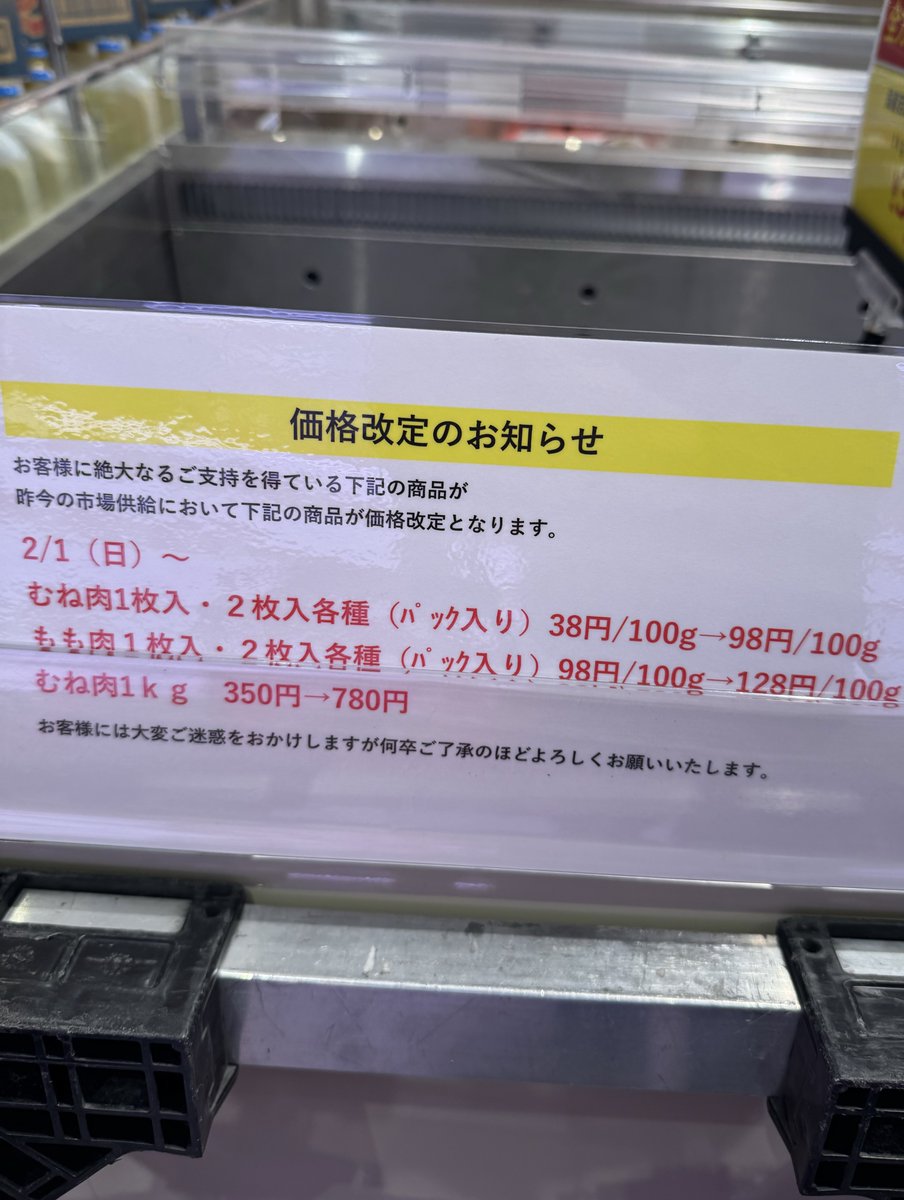 価格改定のお知らせ
お客様に絶大なるご支持を得ている下記の商品が
昨今の市場供給において下記の商品が価格改定となります。
2/1（日）～
むね肉1枚入・２枚入各種（ﾊﾟｯｸ入り）38円/100g→98円/100g
もも肉１枚入・２枚入各種（ﾊﾟｯｸ入り）98円/100g→128円/100g
むね肉1ｋｇ　350円→780円
お客様には大変ご迷惑をおかけしますが何卒ご了承のほどよろしくお願いいたします。